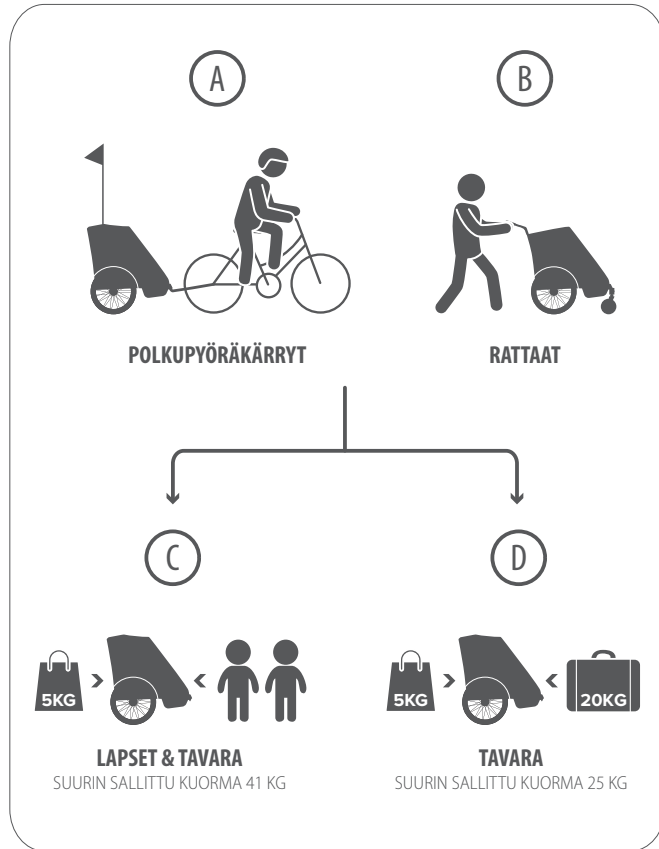 A
B
POLKUPYÖRÄKÄRRYT
RATTAAT
C
D
5KG
5KG
20KG
LAPSET & TAVARA
SUURIN SALLITTU KUORMA 41 KG
TAVARA
SUURIN SALLITTU KUORMA 25 KG